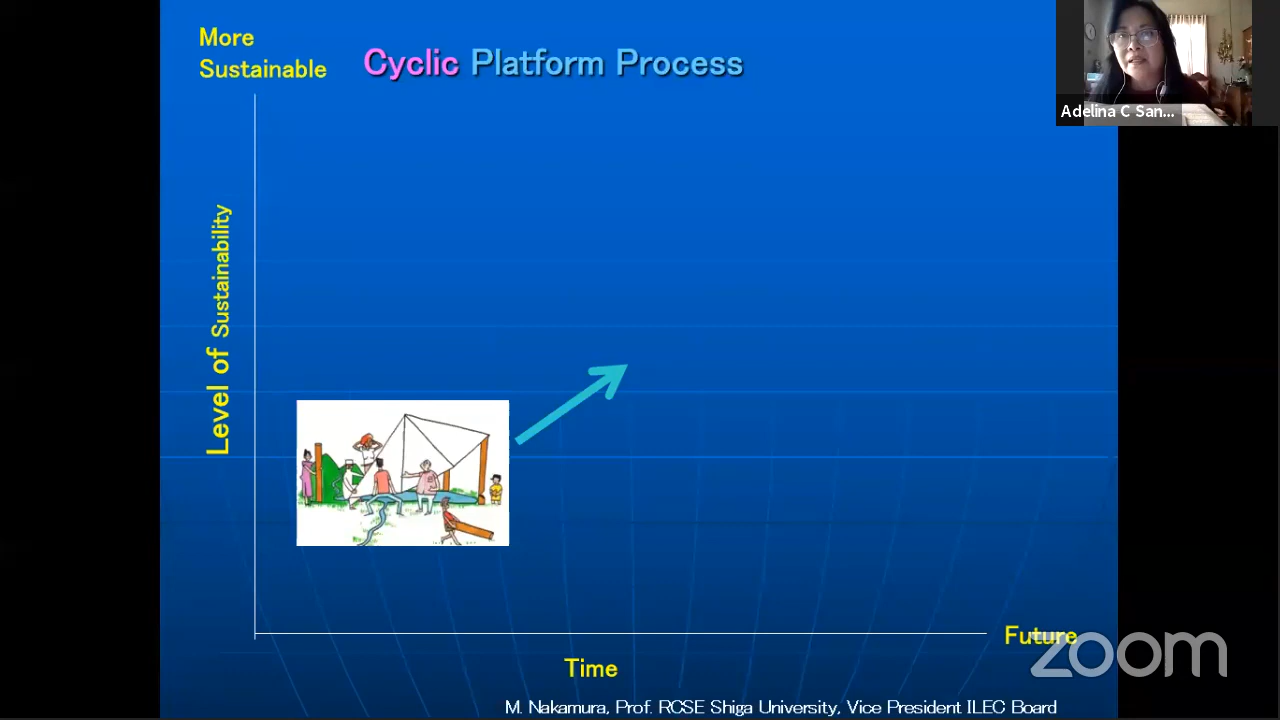 More
Sustainable
Cyclic Platform Process
Adelina C San...
Level of Sustainability
Future
zoom
Time
M. Nakamura, Prof. RCSE Shiga University, Vice President ILEC Board